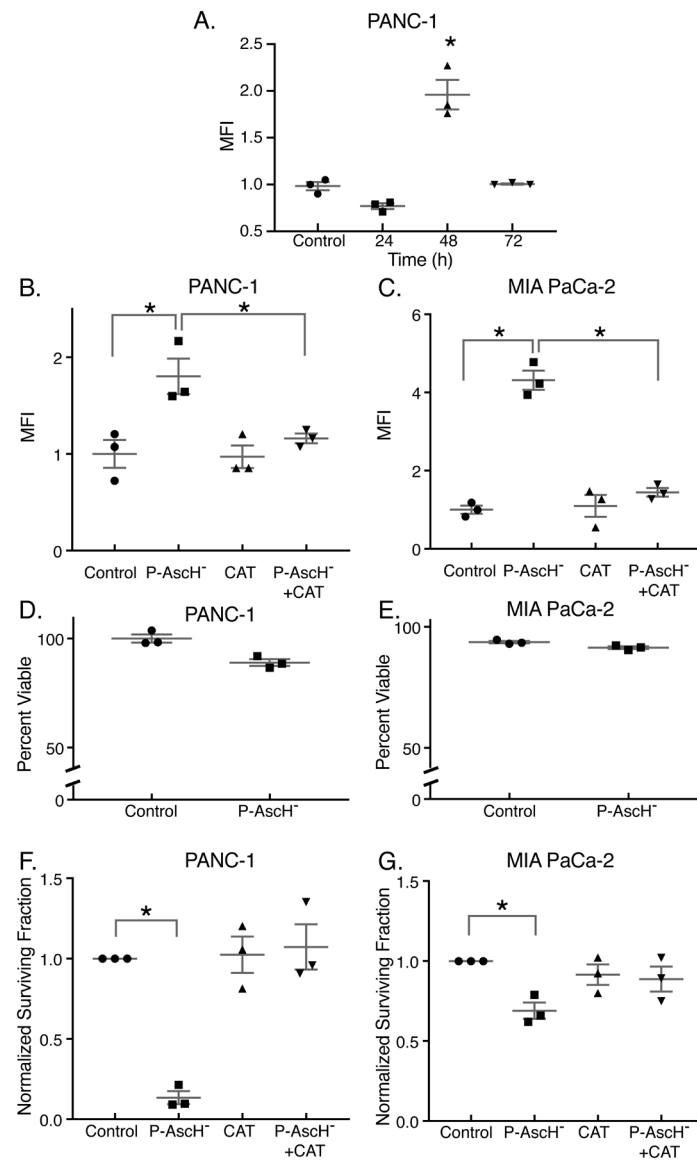 A.
PANC-1
2.5
*
2.0
1.5
1.0
0.5
MFI
Control 24 48 72
Time (h)
B.
PANC-1
* *
2
1
0
MFI
Control P-AscH⁻ CAT P-AscH⁻
+CAT
C.
MIA PaCa-2
6
* *
4
2
0
MFI
Control P-AscH⁻ CAT P-AscH⁻
+CAT
D.
PANC-1
100
50
0
Percent Viable
Control P-AscH⁻
E.
MIA PaCa-2
100
50
0
Percent Viable
Control P-AscH⁻
F.
PANC-1
1.5
*
1.0
0.5
0.0
Normalized Surviving Fraction
Control P-AscH⁻ CAT P-AscH⁻
+CAT
G.
MIA PaCa-2
1.5
*
1.0
0.5
0.0
Normalized Surviving Fraction
Control P-AscH⁻ CAT P-AscH⁻
+CAT